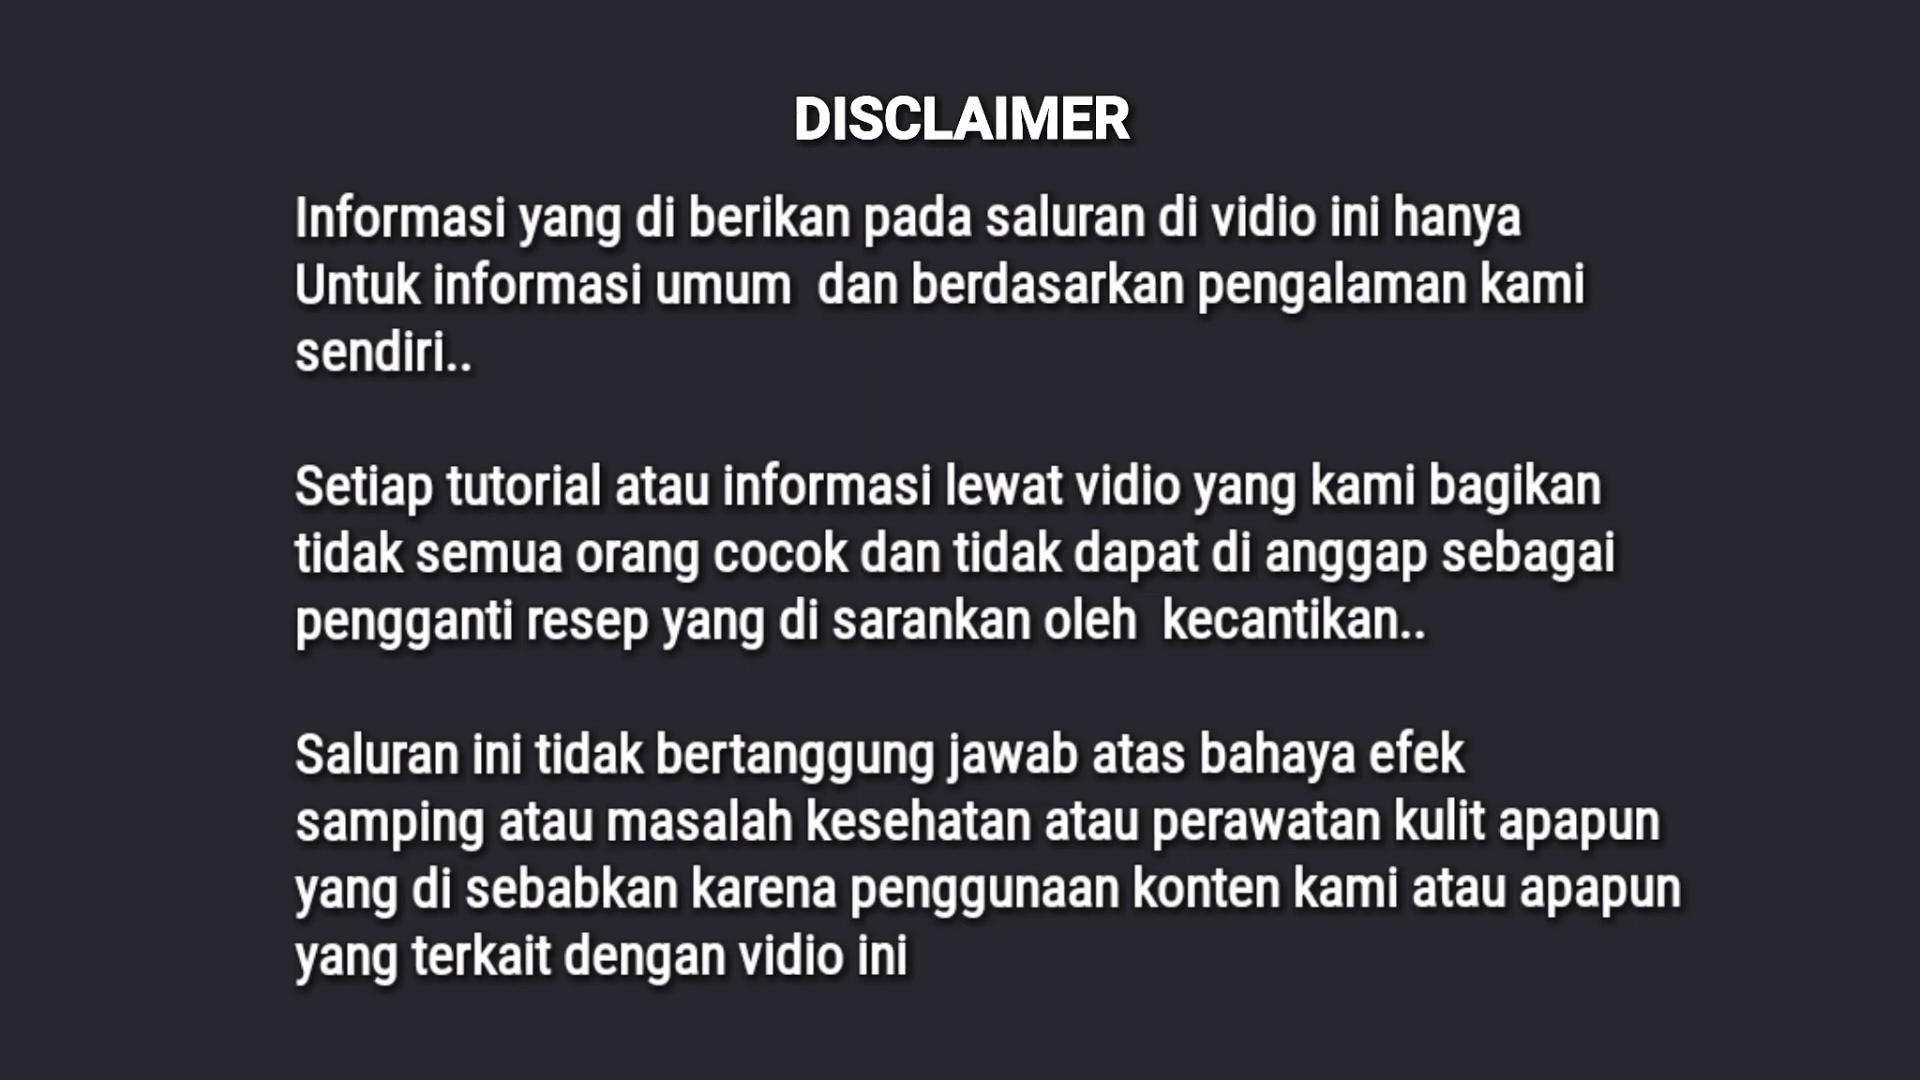 DISCLAIMER
Informasi yang di berikan pada saluran di vidio ini hanya
Untuk informasi umum  dan berdasarkan pengalaman kami
sendiri..
Setiap tutorial atau informasi lewat vidio yang kami bagikan
tidak semua orang cocok dan tidak dapat di anggap sebagai
pengganti resep yang di sarankan oleh  kecantikan..
Saluran ini tidak bertanggung jawab atas bahaya efek
samping atau masalah kesehatan atau perawatan kulit apapun
yang di sebabkan karena penggunaan konten kami atau apapun
yang terkait dengan vidio ini